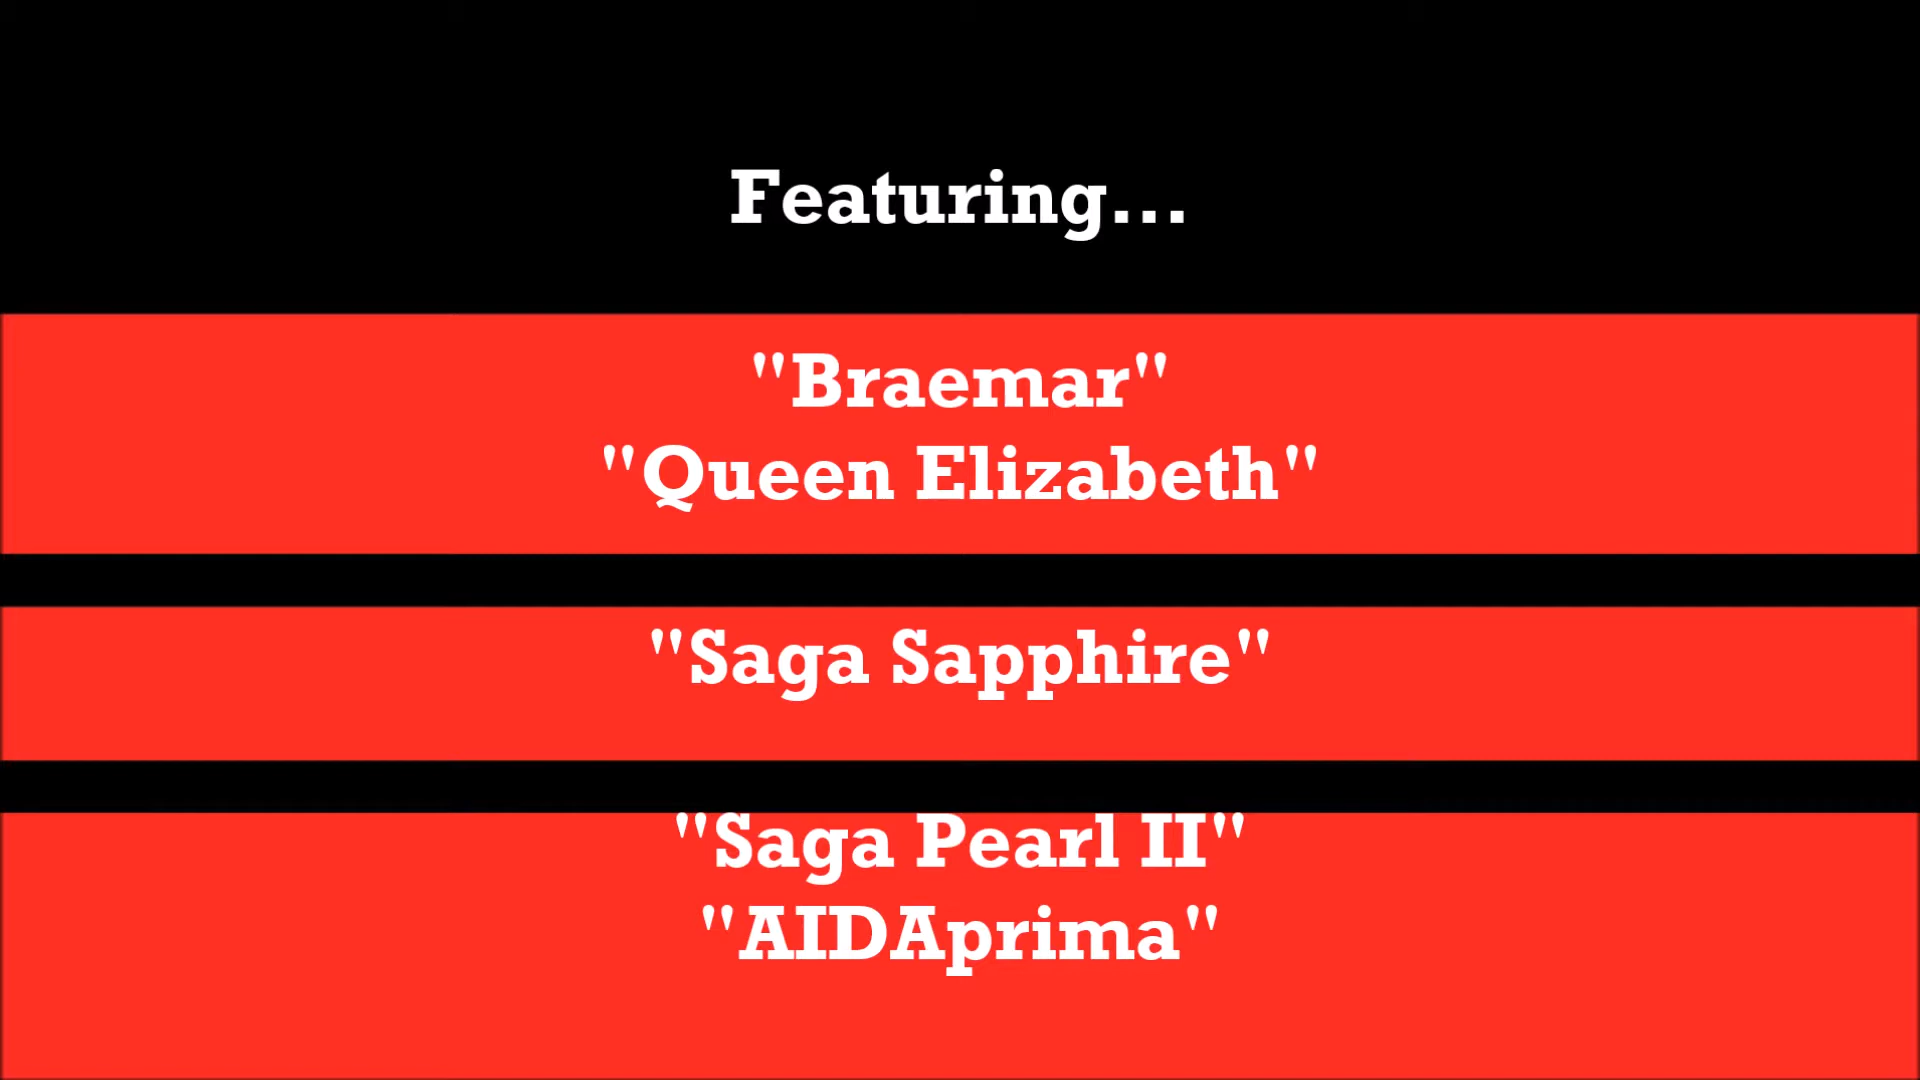 Featuring...
"Braemar"
"Queen Elizabeth"
"Saga Sapphire"
"Saga Pearl II"
"AIDAprima"